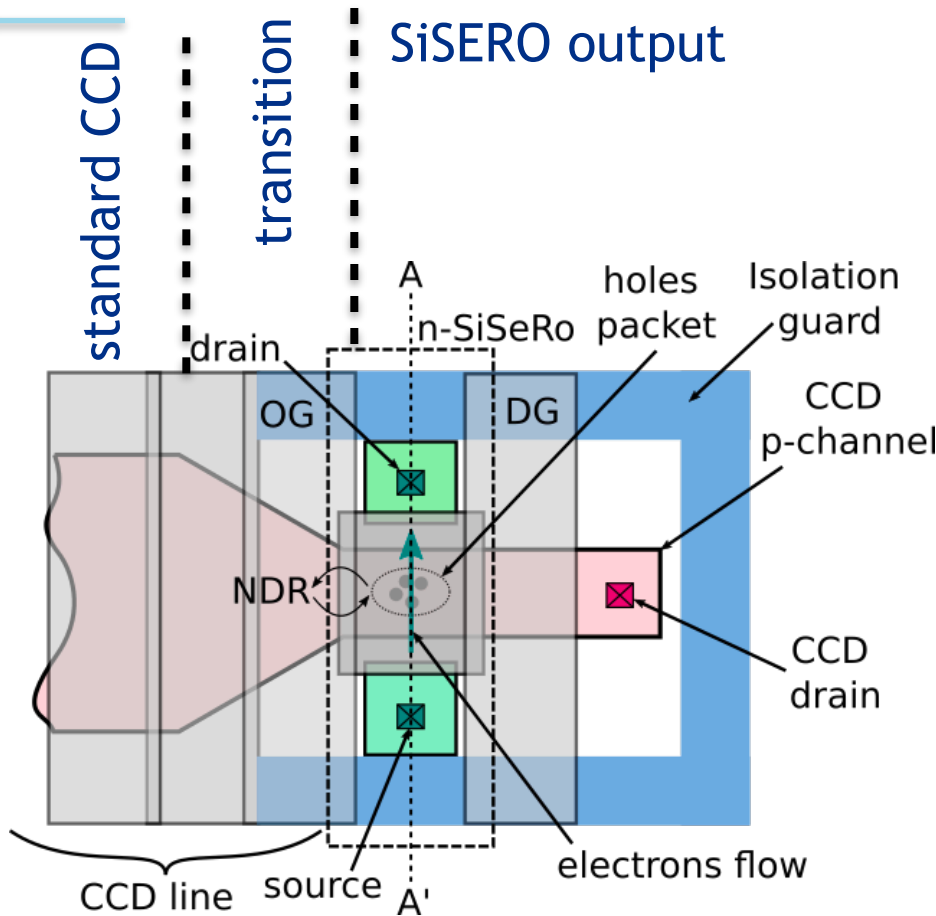 standard CCD
transition
SiSERO output
A
n-SiSeRo
holes
packet
Isolation
guard
drain
OG
DG
CCD
p-channel
NDR
CCD
drain
electrons flow
source
CCD line
A'